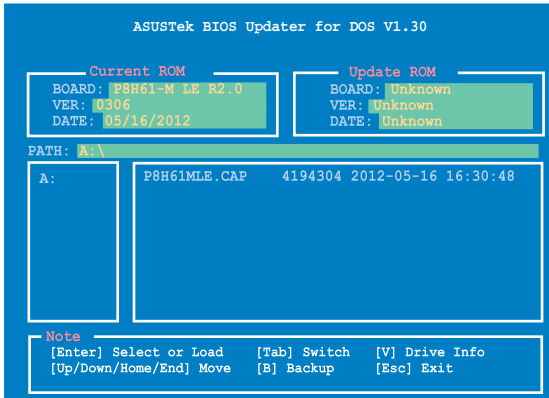 ASUSTek BIOS Updater for DOS V1.30
Current ROM
BOARD: P8H61-M LE R2.0
VER: 0306
DATE: 05/16/2012
Update ROM
BOARD: Unknown
VER: Unknown
DATE: Unknown
PATH: A:\
A:
P8H61MLE.CAP 4194304 2012-05-16 16:30:48
Note
[Enter] Select or Load [Tab] Switch [V] Drive Info
[Up/Down/Home/End] Move [B] Backup [Esc] Exit